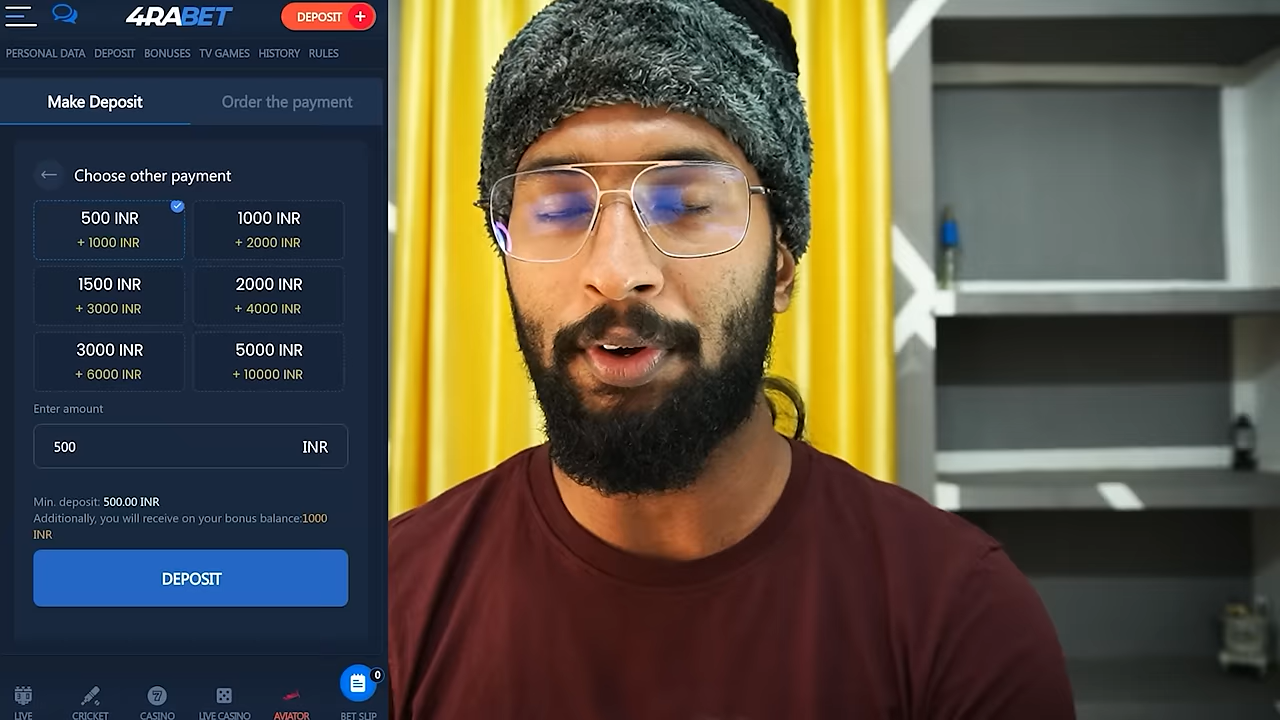 4RABET
DEPOSIT +
PERSONAL DATA DEPOSIT BONUSES TV GAMES HISTORY RULES
Make Deposit
Order the payment
Choose other payment
500 INR
+ 1000 INR
1000 INR
+ 2000 INR
1500 INR
+ 3000 INR
2000 INR
+ 4000 INR
3000 INR
+ 6000 INR
5000 INR
+ 10000 INR
Enter amount
500 INR
Min. deposit: 500.00 INR
Additionally, you will receive on your bonus balance:1000
INR
DEPOSIT
0
7
LIVE CRICKET CASINO LIVE CASINO AVIATOR BET SLIP